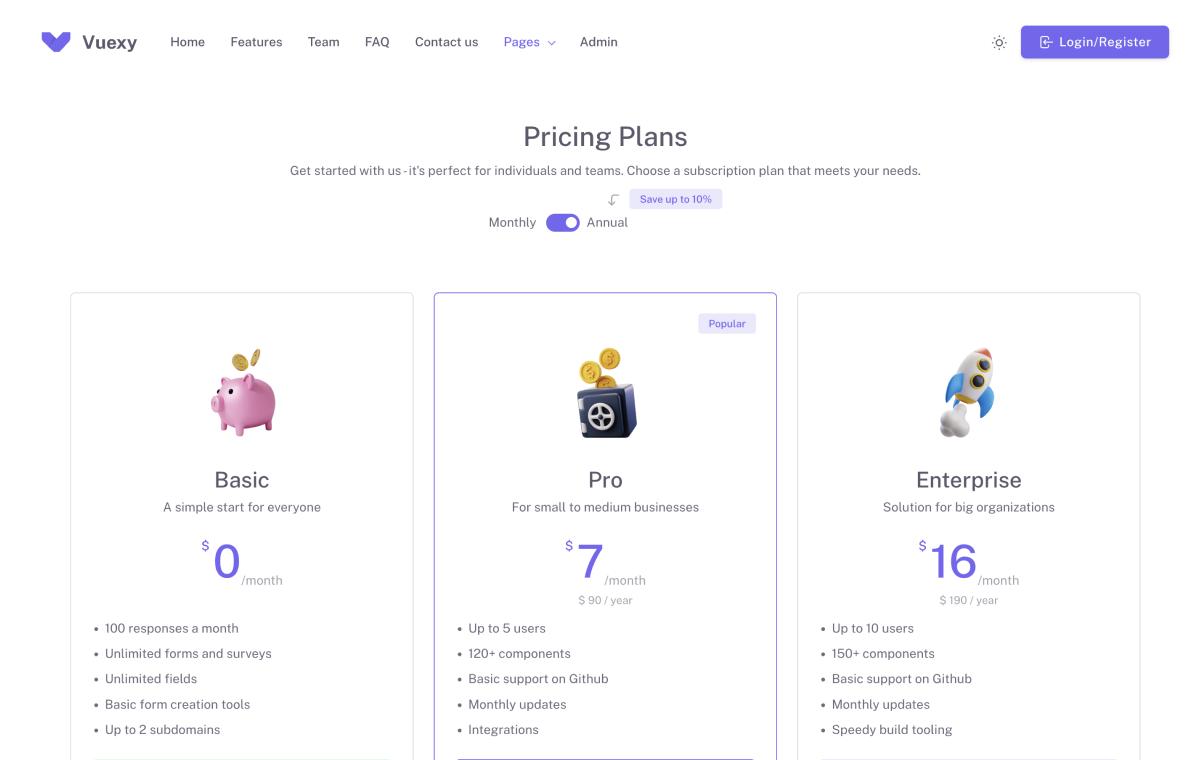 Vuexy Home Features Team FAQ Contact us Pages Admin Login/Register
Pricing Plans
Get started with us - it's perfect for individuals and teams. Choose a subscription plan that meets your needs.
Save up to 10%
Monthly Annual
Basic
A simple start for everyone
$0/month
100 responses a month
Unlimited forms and surveys
Unlimited fields
Basic form creation tools
Up to 2 subdomains
Popular
Pro
For small to medium businesses
$7/month
$ 90 / year
Up to 5 users
120+ components
Basic support on Github
Monthly updates
Integrations
Enterprise
Solution for big organizations
$16/month
$ 190 / year
Up to 10 users
150+ components
Basic support on Github
Monthly updates
Speedy build tooling